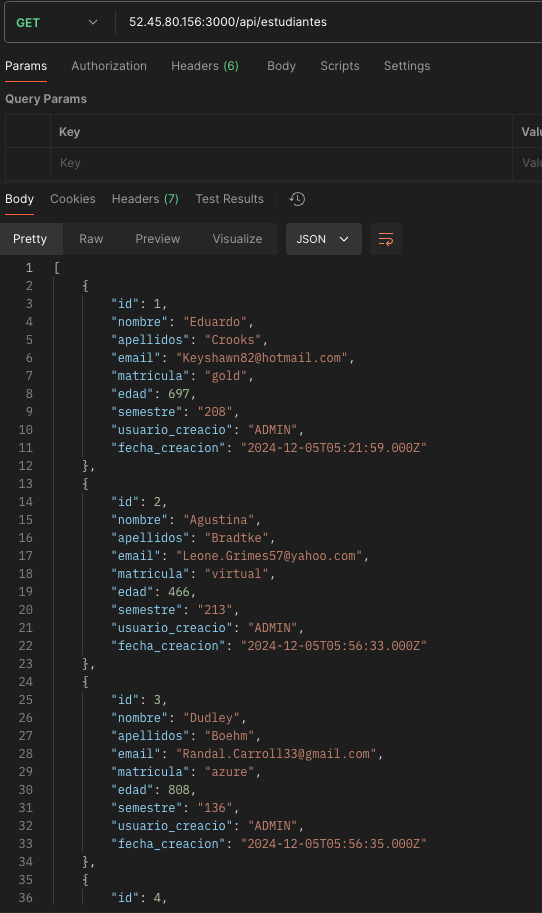 GET 52.45.80.156:3000/api/estudiantes
Params Authorization Headers (6) Body Scripts Settings
Query Params
Key Valu
Key Valu
Body Cookies Headers (7) Test Results
Pretty Raw Preview Visualize JSON
1 [
2 {
3 "id": 1,
4 "nombre": "Eduardo",
5 "apellidos": "Crooks",
6 "email": "Keyshawn82@hotmail.com",
7 "matricula": "gold",
8 "edad": 697,
9 "semestre": "208",
10 "usuario_creacio": "ADMIN",
11 "fecha_creacion": "2024-12-05T05:21:59.000Z"
12 },
13 {
14 "id": 2,
15 "nombre": "Agustina",
16 "apellidos": "Bradtke",
17 "email": "Leone.Grimes57@yahoo.com",
18 "matricula": "virtual",
19 "edad": 466,
20 "semestre": "213",
21 "usuario_creacio": "ADMIN",
22 "fecha_creacion": "2024-12-05T05:56:33.000Z"
23 },
24 {
25 "id": 3,
26 "nombre": "Dudley",
27 "apellidos": "Boehm",
28 "email": "Randal.Carroll33@gmail.com",
29 "matricula": "azure",
30 "edad": 808,
31 "semestre": "136",
32 "usuario_creacio": "ADMIN",
33 "fecha_creacion": "2024-12-05T05:56:35.000Z"
34 },
35 {
36 "id": 4,